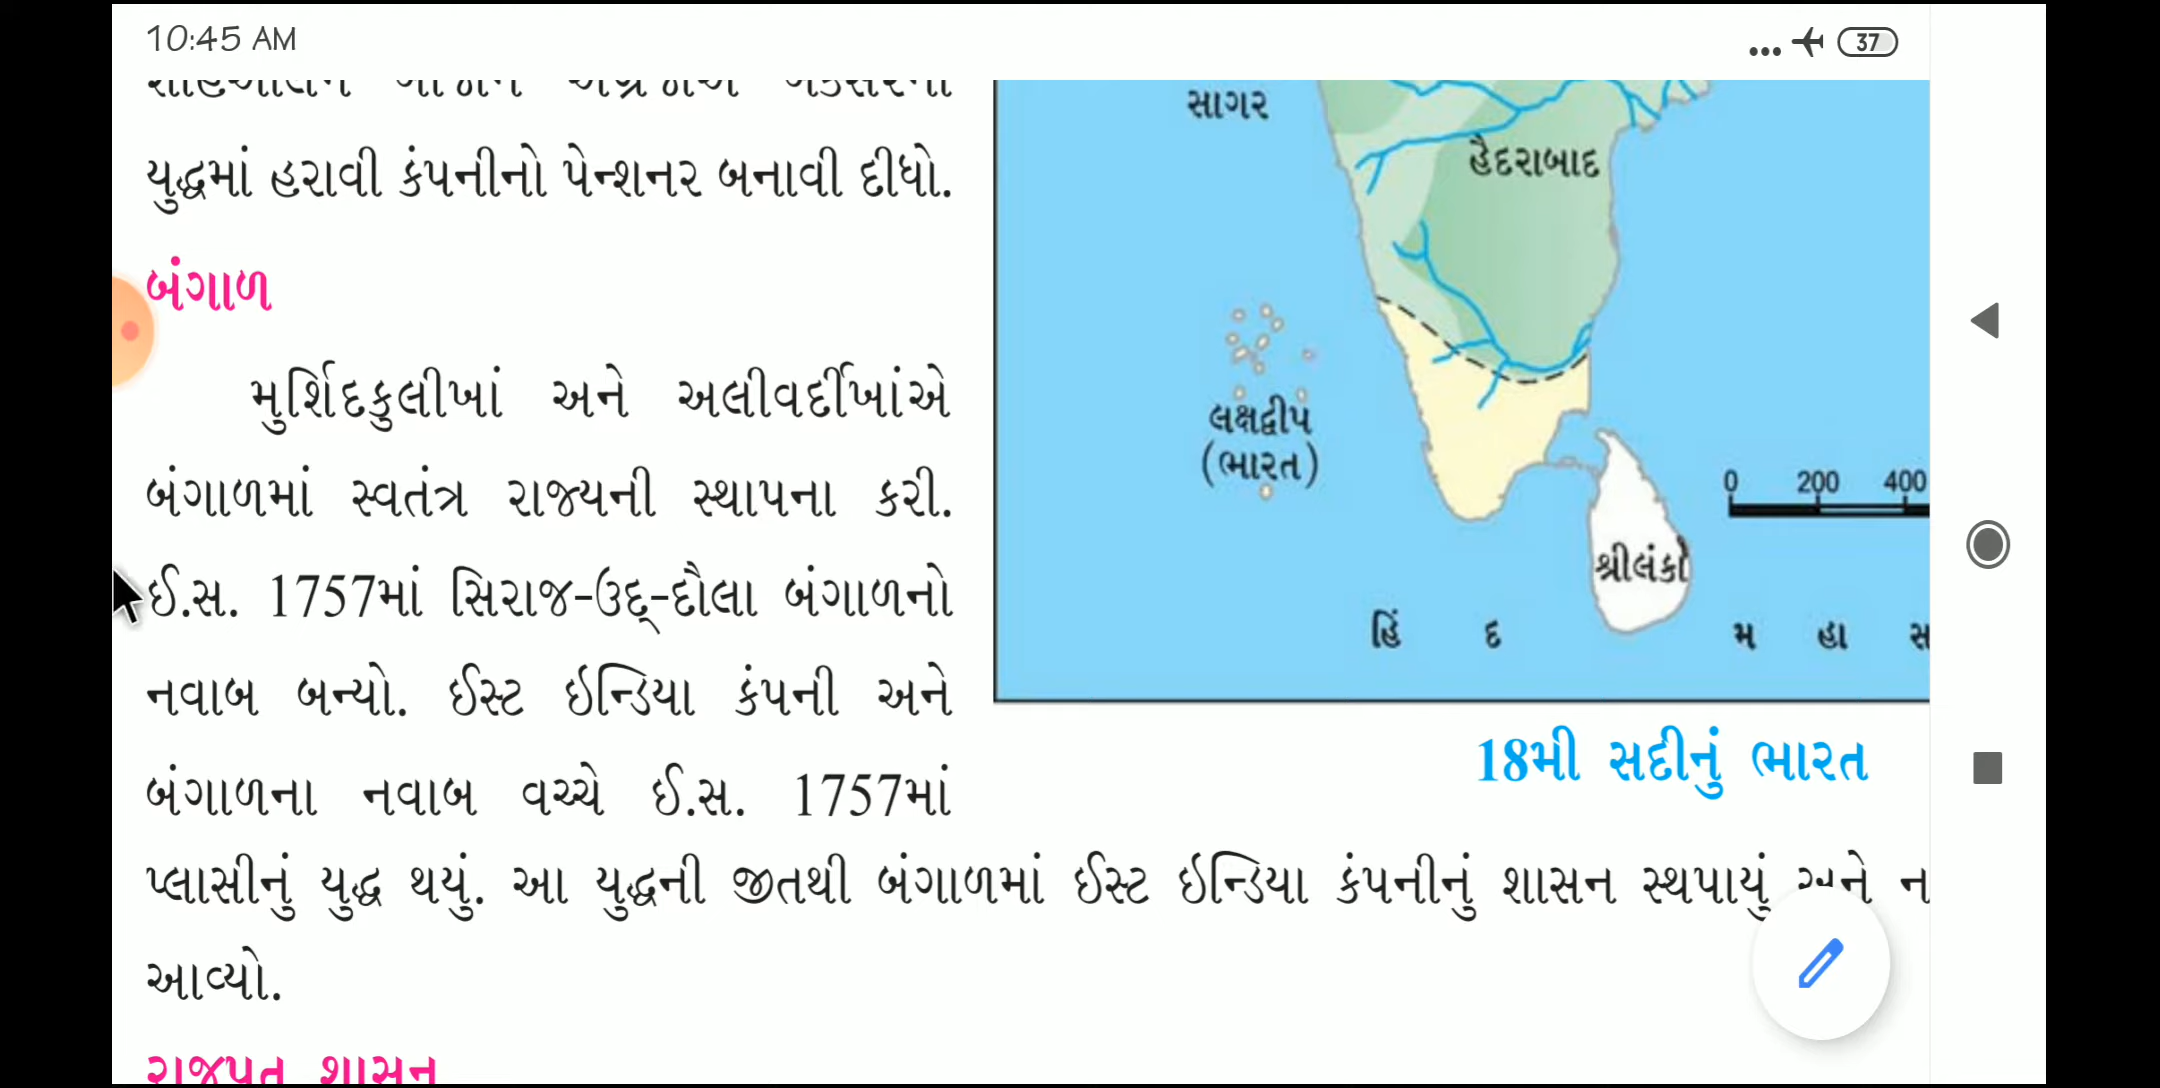 10:45 AM
37
યુદ્ધમાં હરાવી કંપનીનો પેન્શનર બનાવી દીધો.
બંગાળ
મુર્શિદકુલીખાં અને અલીવર્દીખાંએ
બંગાળમાં સ્વતંત્ર રાજ્યની સ્થાપના કરી.
ઈ.સ. 1757માં સિરાજ-ઉદ્-દૌલા બંગાળનો
નવાબ બન્યો. ઈસ્ટ ઇન્ડિયા કંપની અને
બંગાળના નવાબ વચ્ચે ઈ.સ. 1757માં
પ્લાસીનું યુદ્ધ થયું. આ યુદ્ધની જીતથી બંગાળમાં ઈસ્ટ ઇન્ડિયા કંપનીનું શાસન સ્થપાયું અને ન
આવ્યો.
રાજપૂત શાસન
સાગર
હૈદરાબાદ
લક્ષદ્વીપ
(ભારત)
0 200 400
શ્રીલંકા
હિં દ મ હા સ
18મી સદીનું ભારત